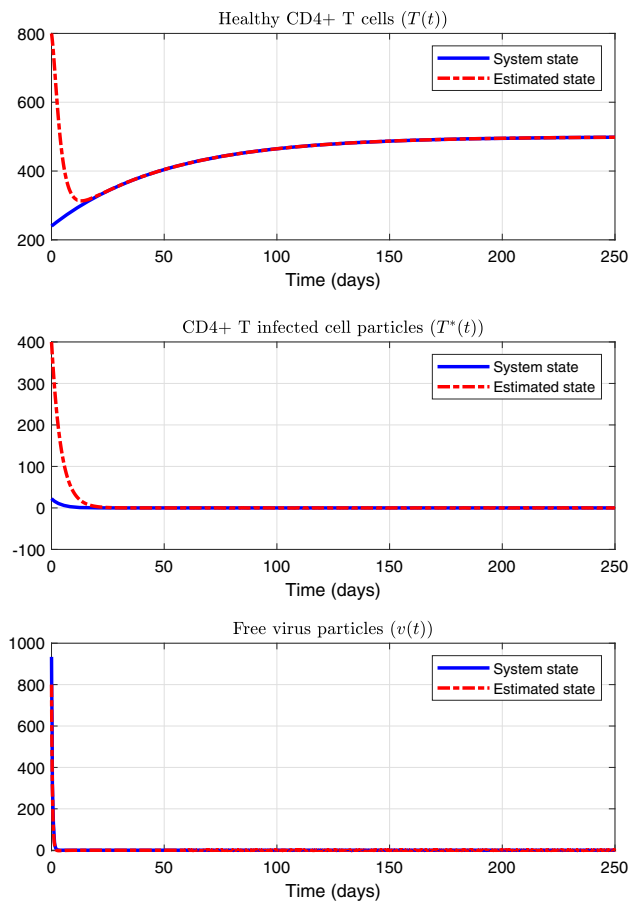 Healthy CD4+ T cells (T(t))
800
600
400
200
System state
Estimated state
0 50 100 150 200 250
Time (days)
CD4+ T infected cell particles (T*(t))
400
300
200
100
0
-100
System state
Estimated state
0 50 100 150 200 250
Time (days)
Free virus particles (v(t))
1000
800
600
400
200
0
System state
Estimated state
0 50 100 150 200 250
Time (days)